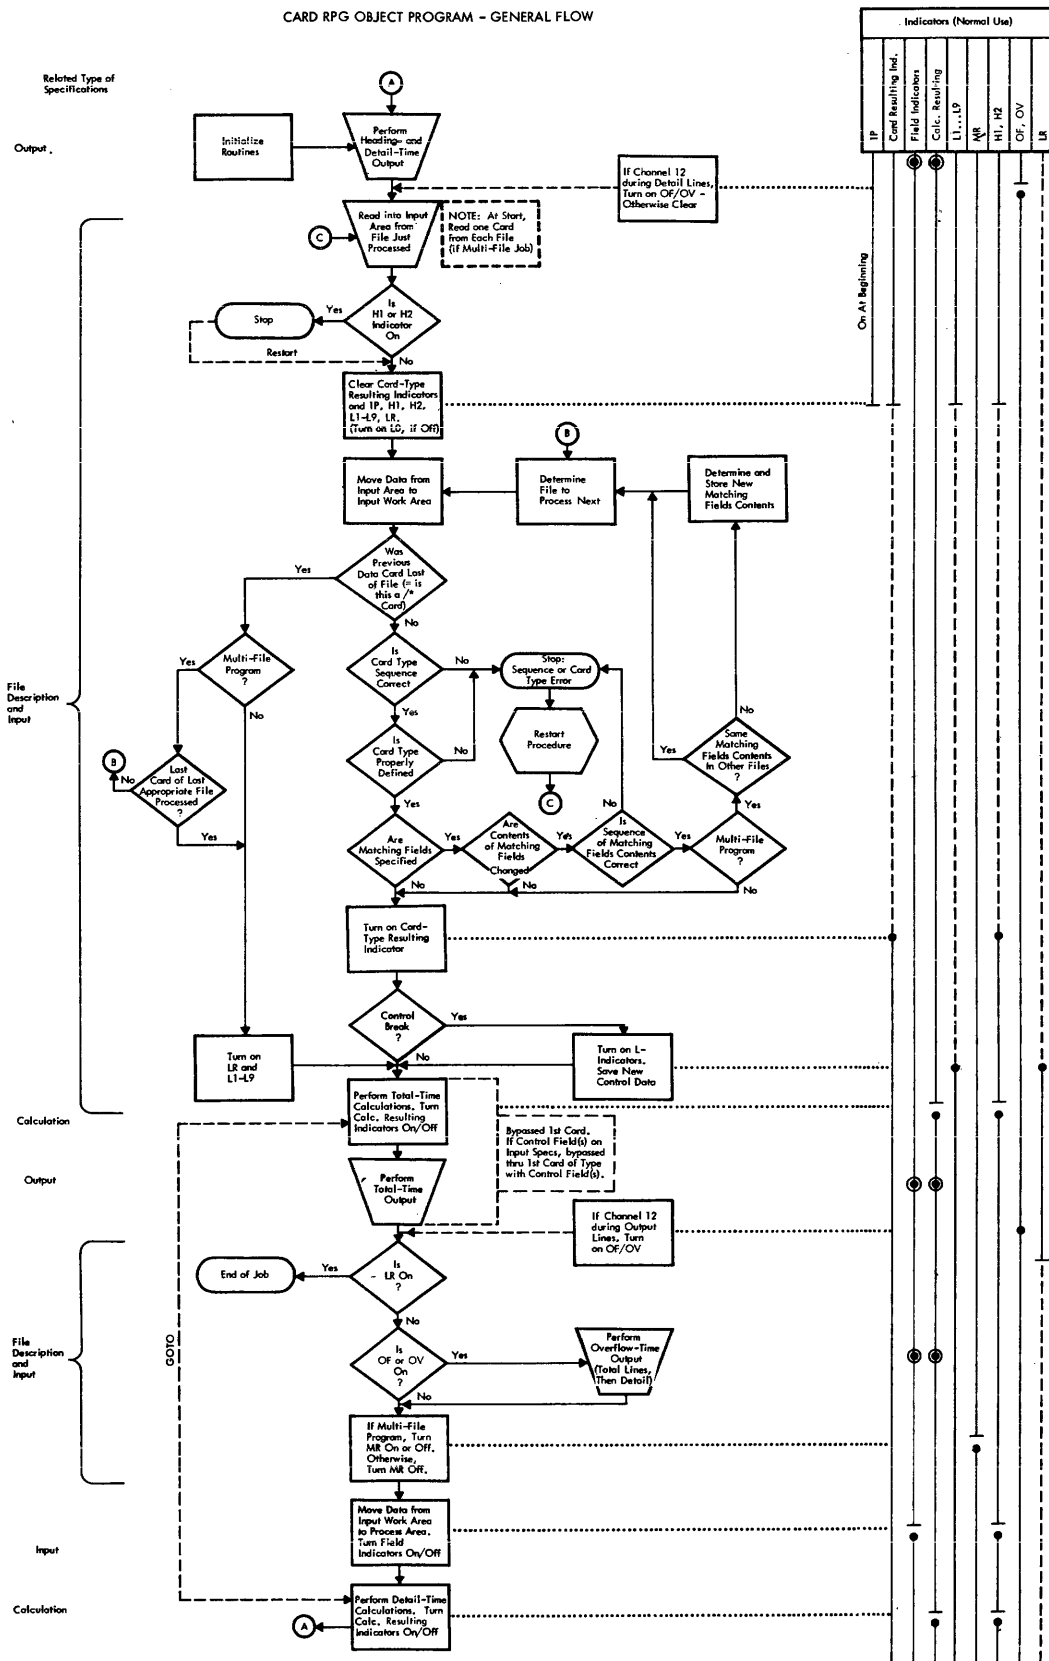 CARD RPG OBJECT PROGRAM - GENERAL FLOW
Indicators (Normal Use)
1P
Card Resulting Ind.
Field Indicators
Calc. Resulting
L1...L9
MR
H1, H2
OF, OV
LR
Related Type of
Specifications
A
Output.
Initialize
Routines
Perform
Heading- and
Detail-Time
Output
If Channel 12
during Detail Lines,
Turn on OF/OV -
Otherwise Clear
C
Read into Input
Area from
File Just
Processed
NOTE: At Start,
Read one Card
from Each File
(if Multi-File Job)
On At Beginning
Stop
Yes
Is
H1 or H2
Indicator
On
Restart
No
Clear Card-Type
Resulting Indicators
and 1P, H1, H2,
L1-L9, LR.
(Turn on L0, if Off)
B
Move Data from
Input Area to
Input Work Area
Determine
File to
Process Next
Determine and
Store New
Matching
Fields Contents
Yes
Was
Previous
Data Card Last
of File (= is
this a /*
Card)
No
Yes
Multi-File
Program
?
No
Is
Card Type
Sequence
Correct
No
Stop:
Sequence or Card
Type Error
Yes
File
Description
and
Input
Is
Card Type
Properly
Defined
No
Restart
Procedure
Yes
No
Same
Matching
Fields Contents
In Other Files
?
B
No
Last
Card of Last
Appropriate File
Processed
?
Yes
C
Yes
No
Yes
Are
Matching Fields
Specified
Yes
Are
Contents
of Matching
Fields
Changed
Yes
Is
Sequence
of Matching
Fields Contents
Correct
Yes
Multi-File
Program
?
No
No
No
Turn on Card-
Type Resulting
Indicator
Control
Break
?
Yes
No
Turn on
LR and
L1-L9
Turn on L-
Indicators.
Save New
Control Data
Calculation
Perform Total-Time
Calculations. Turn
Calc. Resulting
Indicators On/Off
Bypassed 1st Card.
If Control Field(s) on
Input Specs, bypassed
thru 1st Card of Type
with Control Field(s).
Output
Perform
Total-Time
Output
If Channel 12
during Output
Lines, Turn
on OF/OV
End of Job
Yes
Is
LR On
?
No
GOTO
File
Description
and
Input
Is
OF or OV
On
?
Yes
Perform
Overflow-Time
Output
(Total Lines,
Then Detail)
No
If Multi-File
Program, Turn
MR On or Off.
Otherwise,
Turn MR Off.
Input
Move Data from
Input Work Area
to Process Area.
Turn Field
Indicators On/Off
Calculation
Perform Detail-Time
Calculations. Turn
Calc. Resulting
Indicators On/Off
A